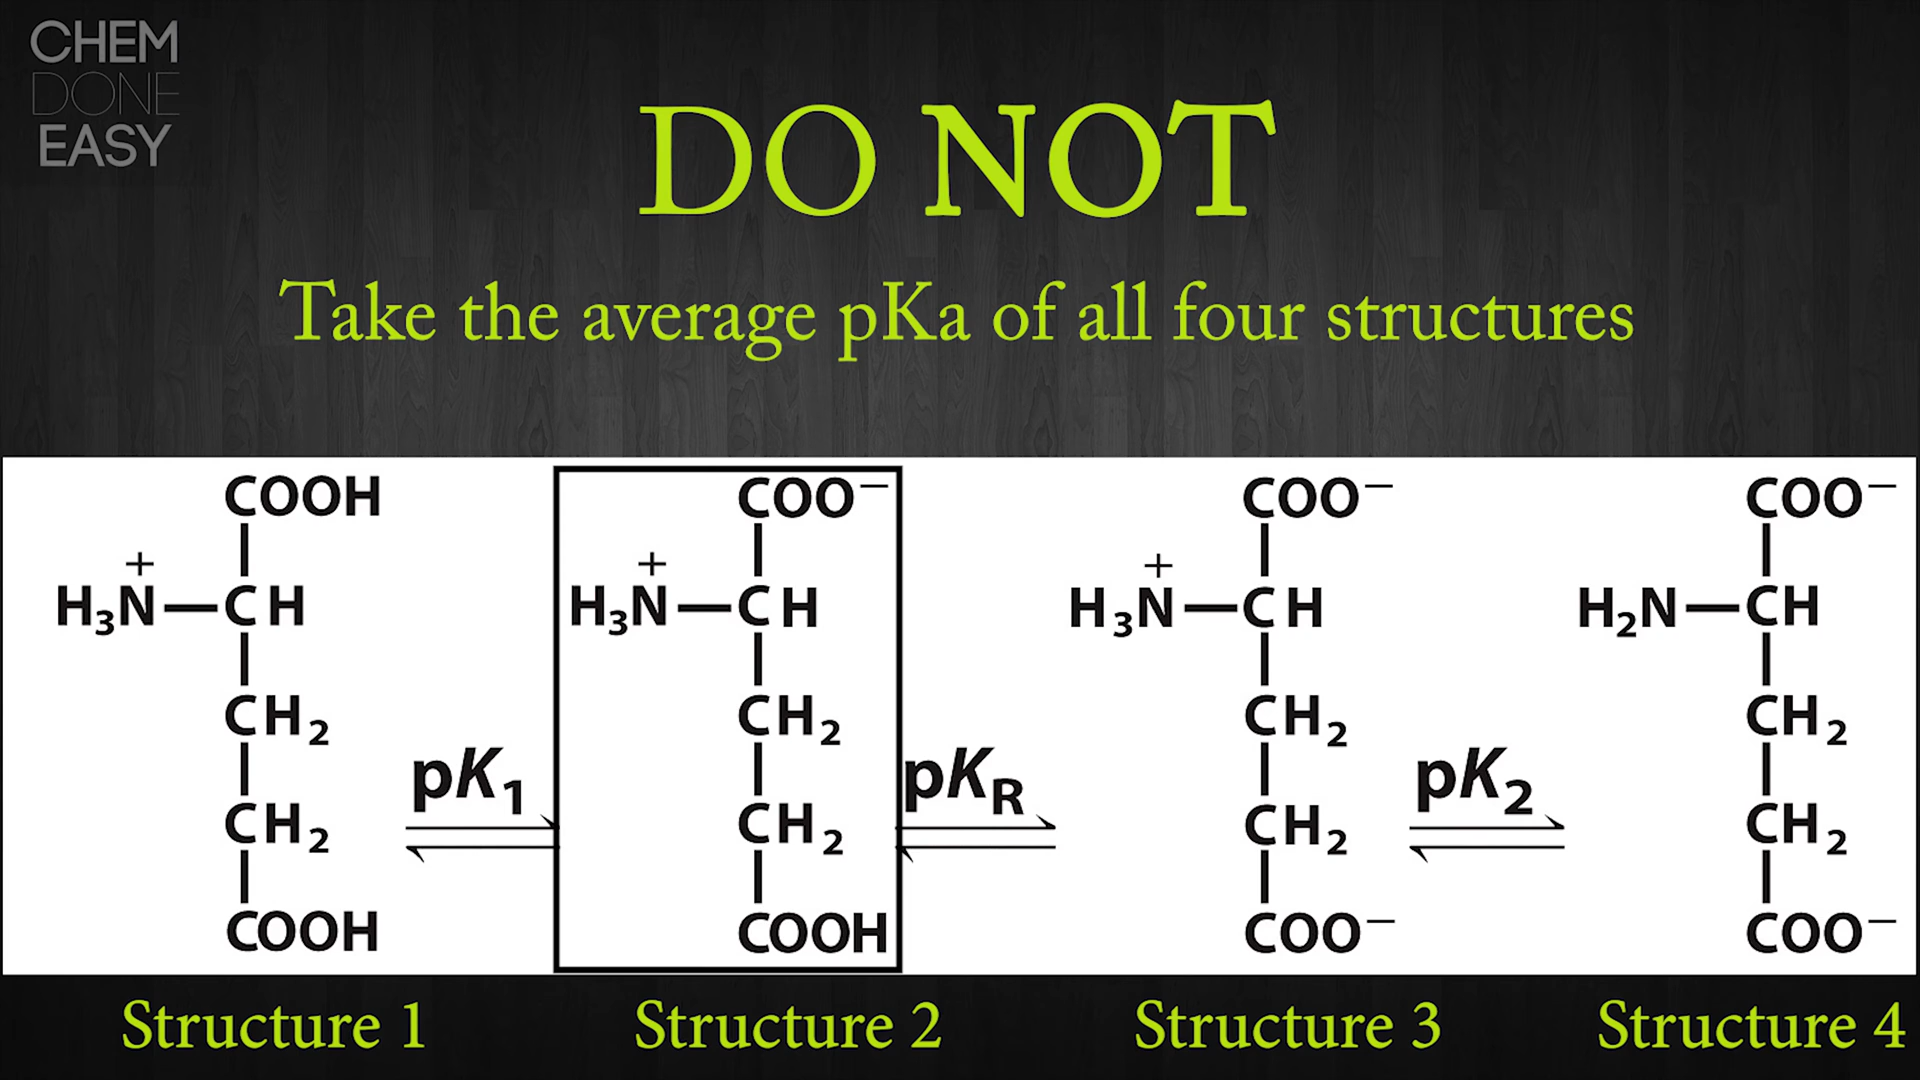 CHEM
DONE
EASY
DO NOT
Take the average pKa of all four structures
COOH
+
H₃N—CH
CH₂
CH₂
COOH
pK₁
COO⁻
+
H₃N—CH
CH₂
CH₂
COOH
pKR
COO⁻
+
H₃N—CH
CH₂
CH₂
COO⁻
pK₂
COO⁻
H₂N—CH
CH₂
CH₂
COO⁻
Structure 1
Structure 2
Structure 3
Structure 4